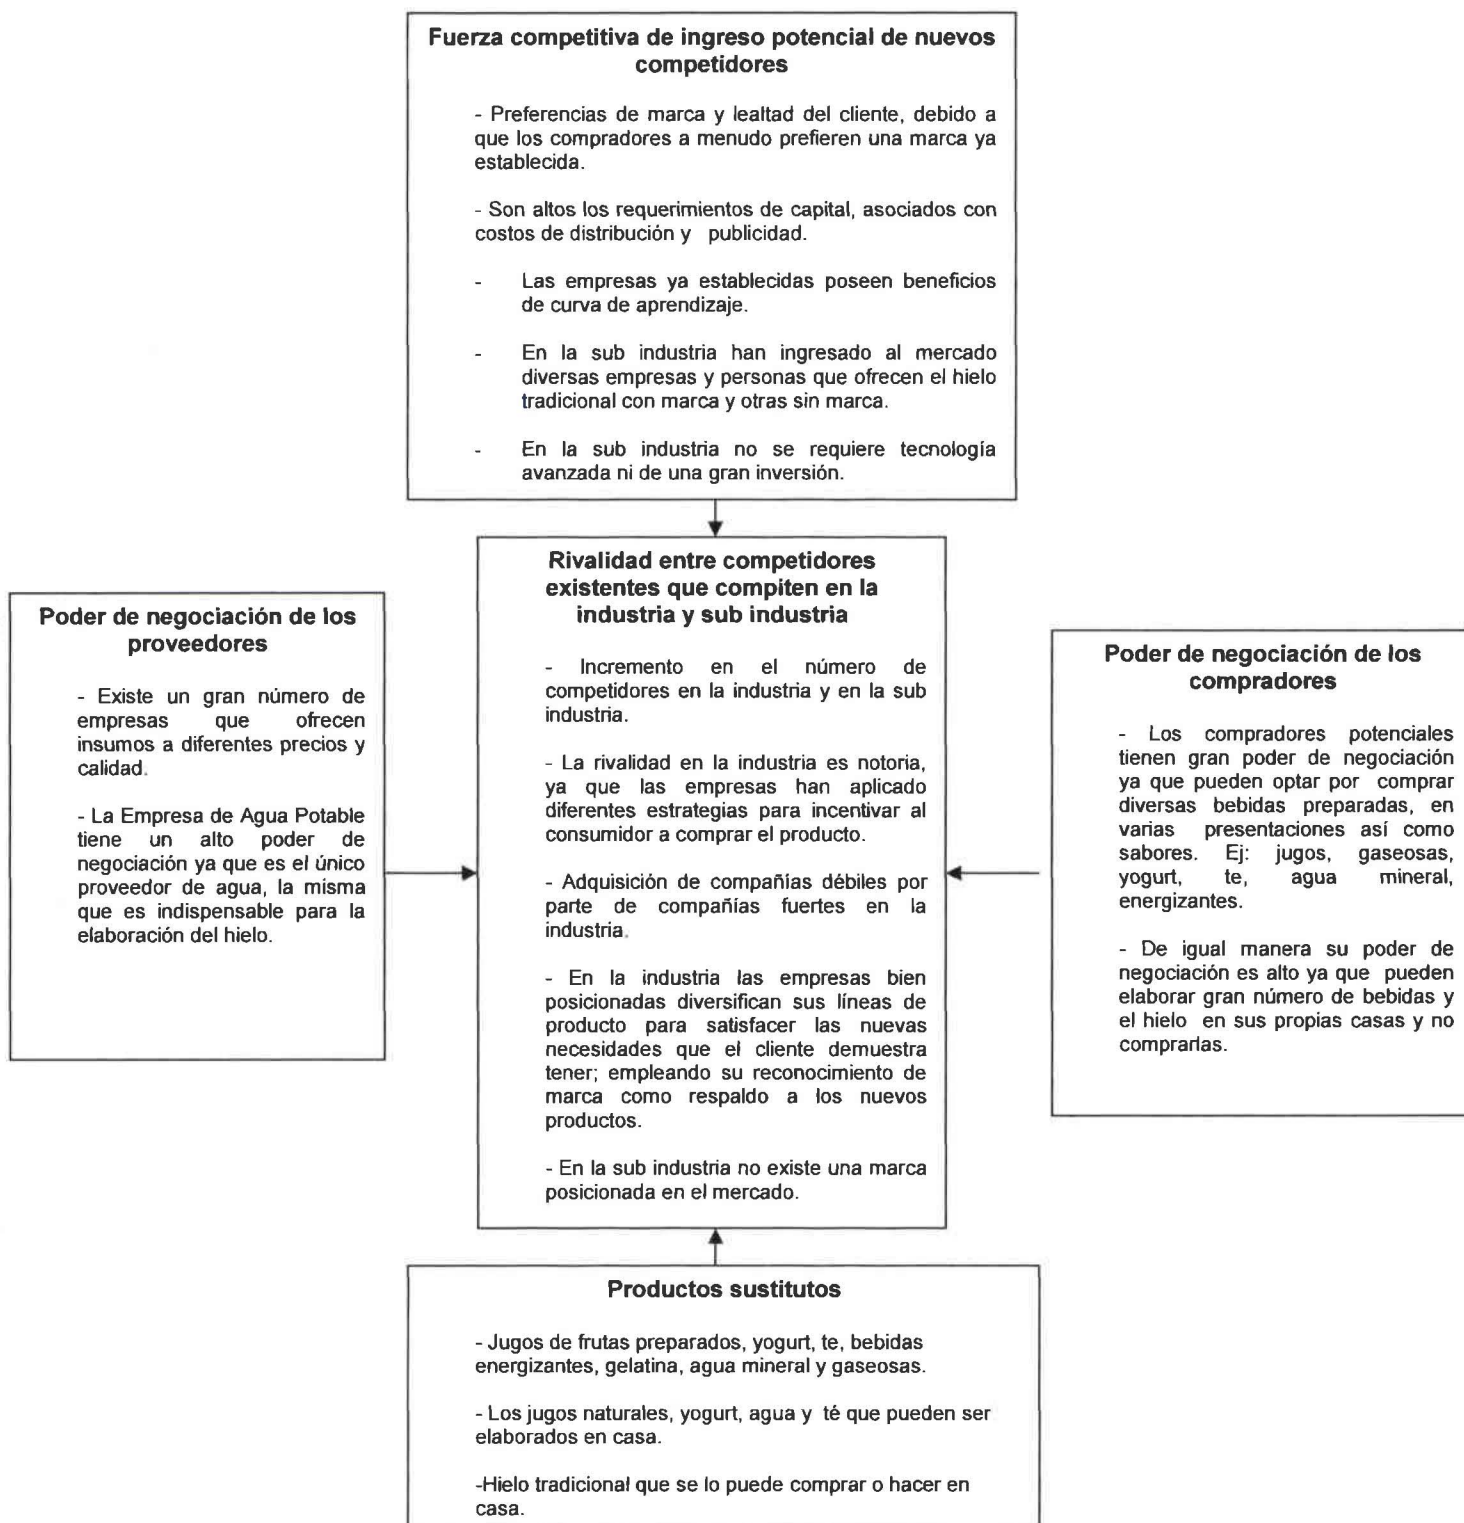 Fuerza competitiva de ingreso potencial de nuevos
competidores
- Preferencias de marca y lealtad del cliente, debido a
que los compradores a menudo prefieren una marca ya
establecida.
- Son altos los requerimientos de capital, asociados con
costos de distribución y publicidad.
- Las empresas ya establecidas poseen beneficios
de curva de aprendizaje.
- En la sub industria han ingresado al mercado
diversas empresas y personas que ofrecen el hielo
tradicional con marca y otras sin marca.
- En la sub industria no se requiere tecnología
avanzada ni de una gran inversión.
Poder de negociación de los
proveedores
- Existe un gran número de
empresas que ofrecen
insumos a diferentes precios y
calidad.
- La Empresa de Agua Potable
tiene un alto poder de
negociación ya que es el único
proveedor de agua, la misma
que es indispensable para la
elaboración del hielo.
Rivalidad entre competidores
existentes que compiten en la
industria y sub industria
- Incremento en el número de
competidores en la industria y en la sub
industria.
- La rivalidad en la industria es notoria,
ya que las empresas han aplicado
diferentes estrategias para incentivar al
consumidor a comprar el producto.
- Adquisición de compañías débiles por
parte de compañías fuertes en la
industria.
- En la industria las empresas bien
posicionadas diversifican sus líneas de
producto para satisfacer las nuevas
necesidades que el cliente demuestra
tener; empleando su reconocimiento de
marca como respaldo a los nuevos
productos.
- En la sub industria no existe una marca
posicionada en el mercado.
Poder de negociación de los
compradores
- Los compradores potenciales
tienen gran poder de negociación
ya que pueden optar por comprar
diversas bebidas preparadas, en
varias presentaciones así como
sabores. Ej: jugos, gaseosas,
yogurt, te, agua mineral,
energizantes.
- De igual manera su poder de
negociación es alto ya que pueden
elaborar gran número de bebidas y
el hielo en sus propias casas y no
comprarlas.
Productos sustitutos
- Jugos de frutas preparados, yogurt, te, bebidas
energizantes, gelatina, agua mineral y gaseosas.
- Los jugos naturales, yogurt, agua y té que pueden ser
elaborados en casa.
-Hielo tradicional que se lo puede comprar o hacer en
casa.